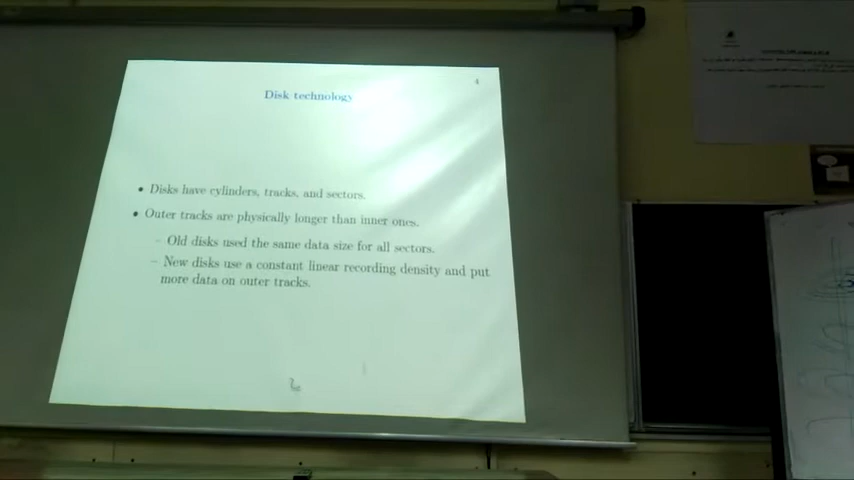 4
Disk technology
• Disks have cylinders, tracks, and sectors.
• Outer tracks are physically longer than inner ones.
– Old disks used the same data size for all sectors.
– New disks use a constant linear recording density and put
more data on outer tracks.